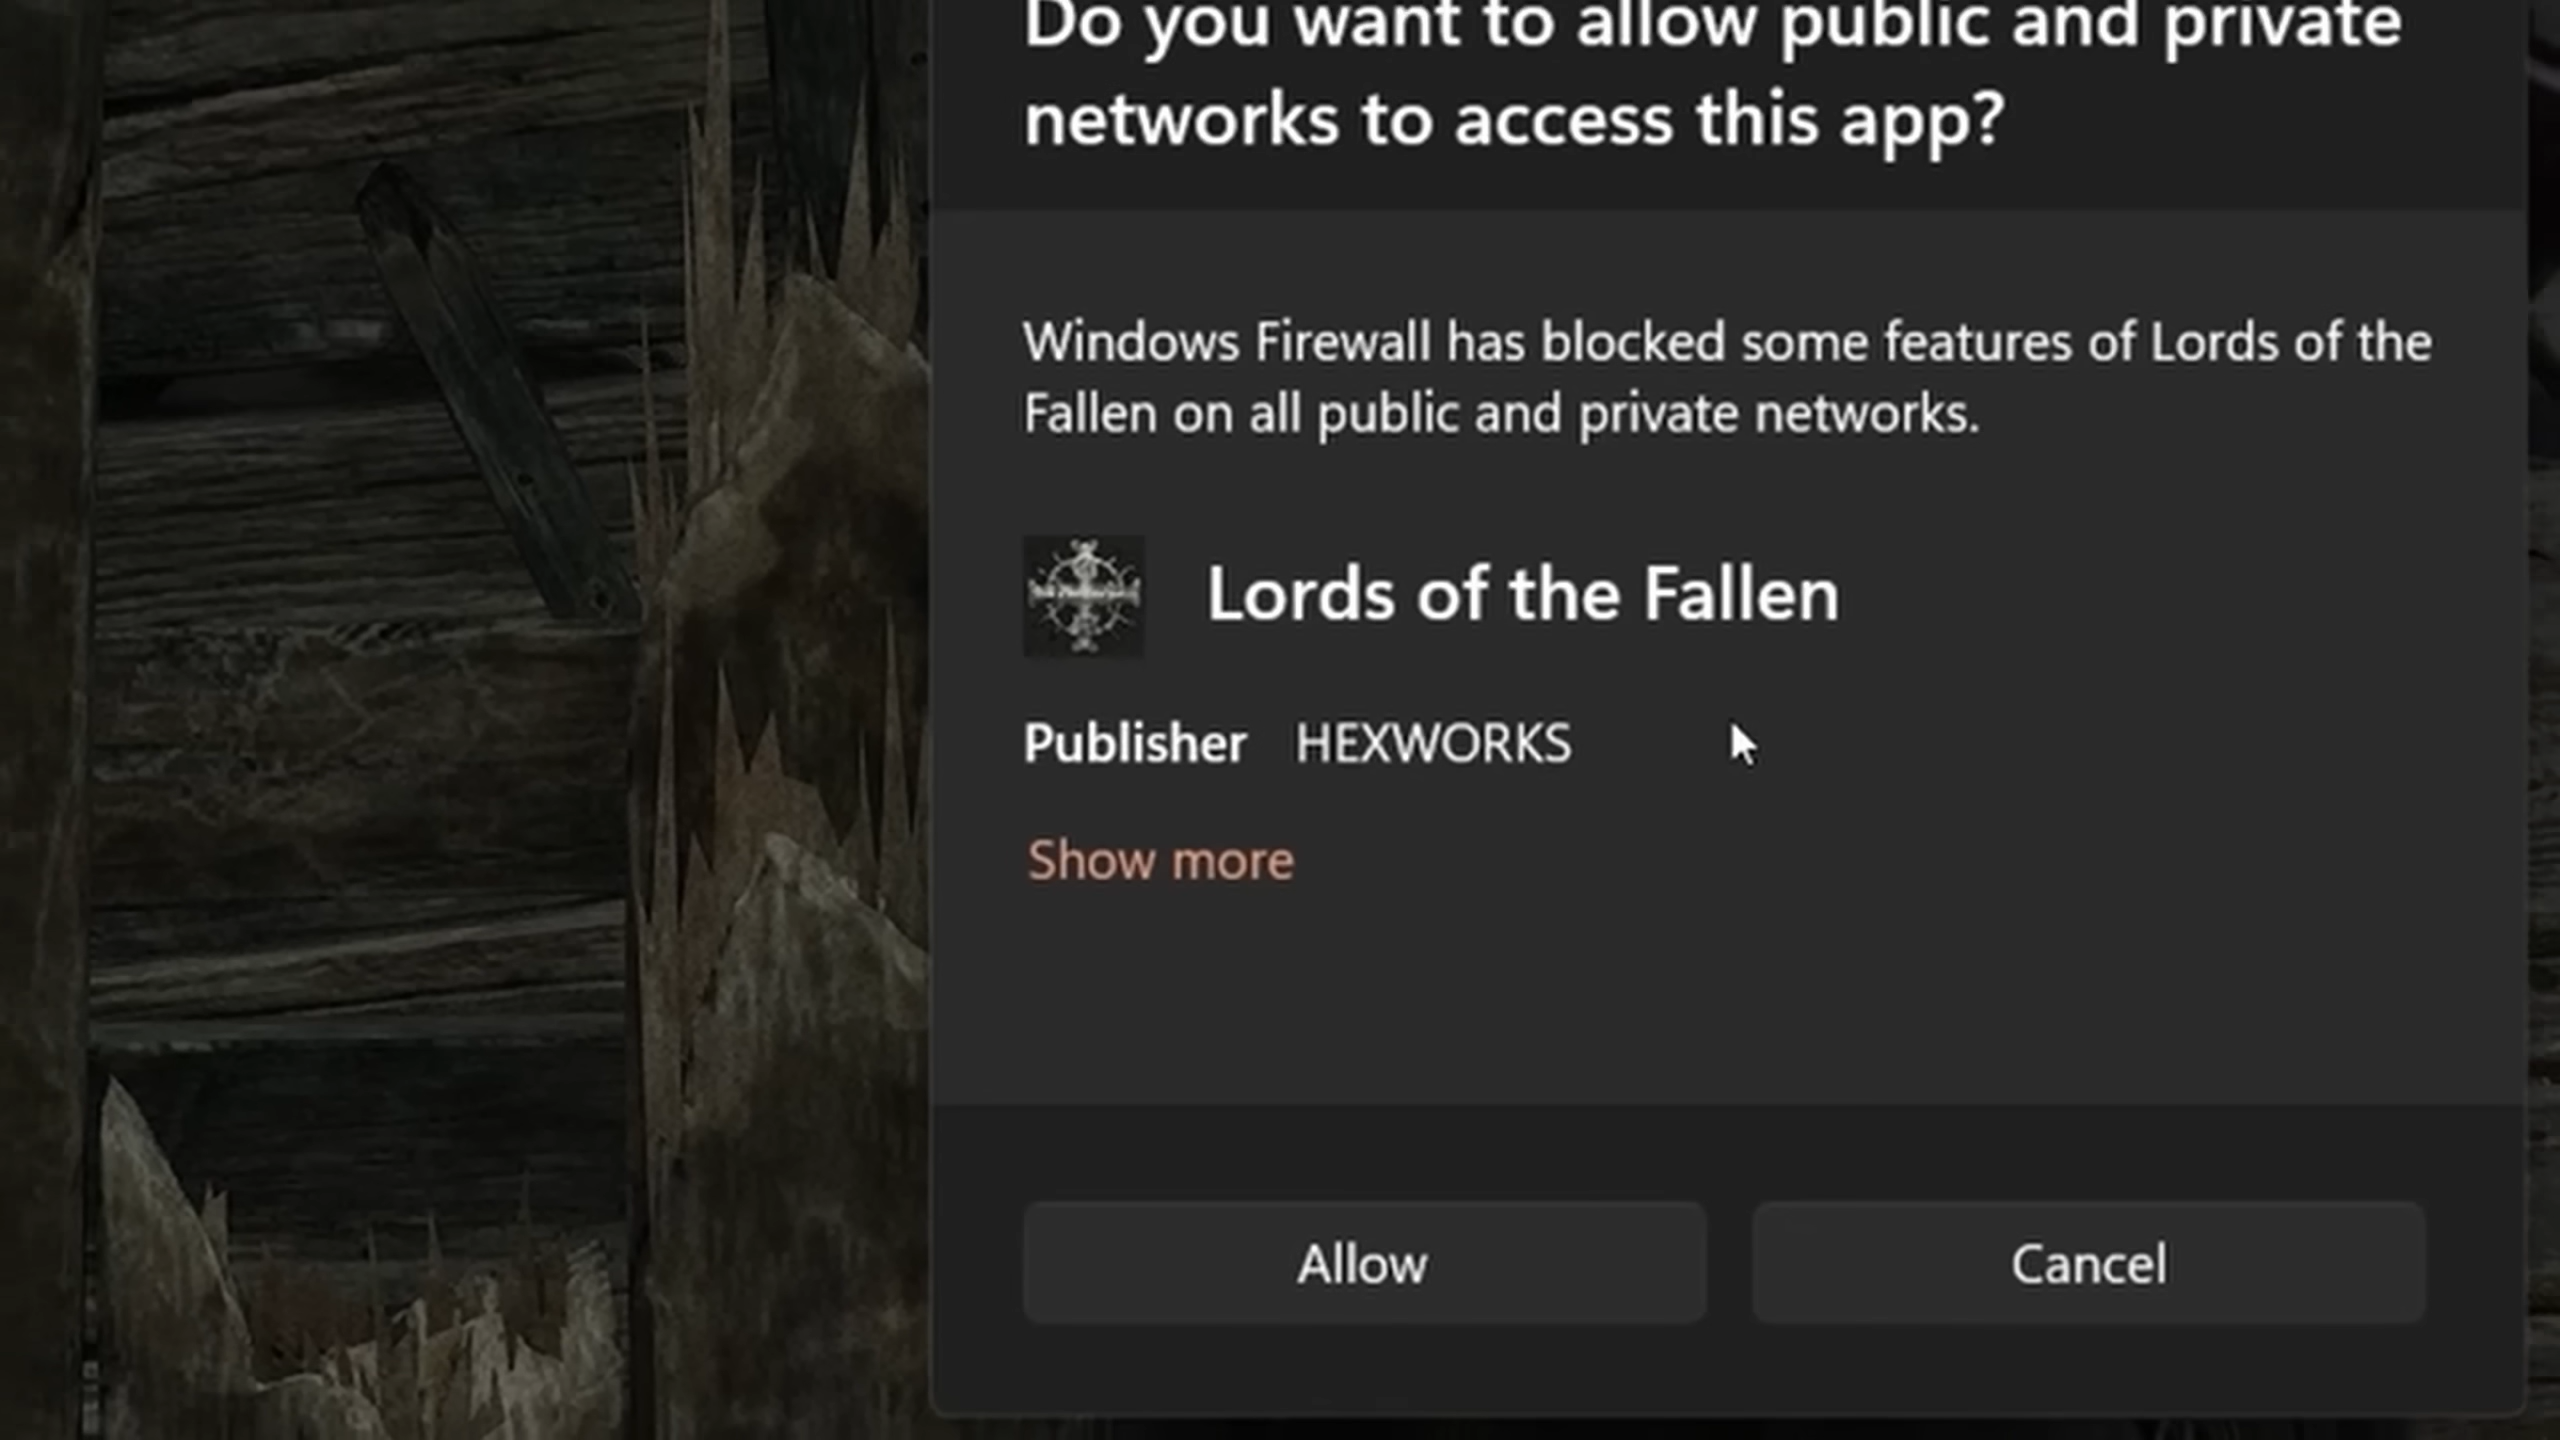 Do you want to allow public and private
networks to access this app?
Windows Firewall has blocked some features of Lords of the
Fallen on all public and private networks.
Lords of the Fallen
Publisher HEXWORKS
Show more
Allow Cancel